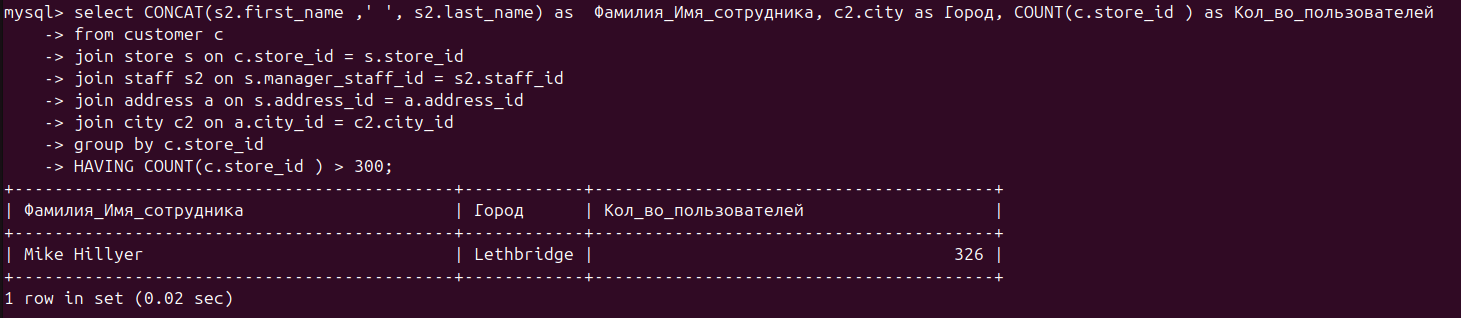 mysql> select CONCAT(s2.first_name ,' ', s2.last_name) as  Фамилия_Имя_сотрудника, c2.city as Город, COUNT(c.store_id ) as Кол_во_пользователей
    -> from customer c
    -> join store s on c.store_id = s.store_id
    -> join staff s2 on s.manager_staff_id = s2.staff_id
    -> join address a on s.address_id = a.address_id
    -> join city c2 on a.city_id = c2.city_id
    -> group by c.store_id
    -> HAVING COUNT(c.store_id ) > 300;
+--------------------------------------------+------------+----------------------------------------+
| Фамилия_Имя_сотрудника                     | Город      | Кол_во_пользователей                   |
+--------------------------------------------+------------+----------------------------------------+
| Mike Hillyer                               | Lethbridge |                                    326 |
+--------------------------------------------+------------+----------------------------------------+
1 row in set (0.02 sec)